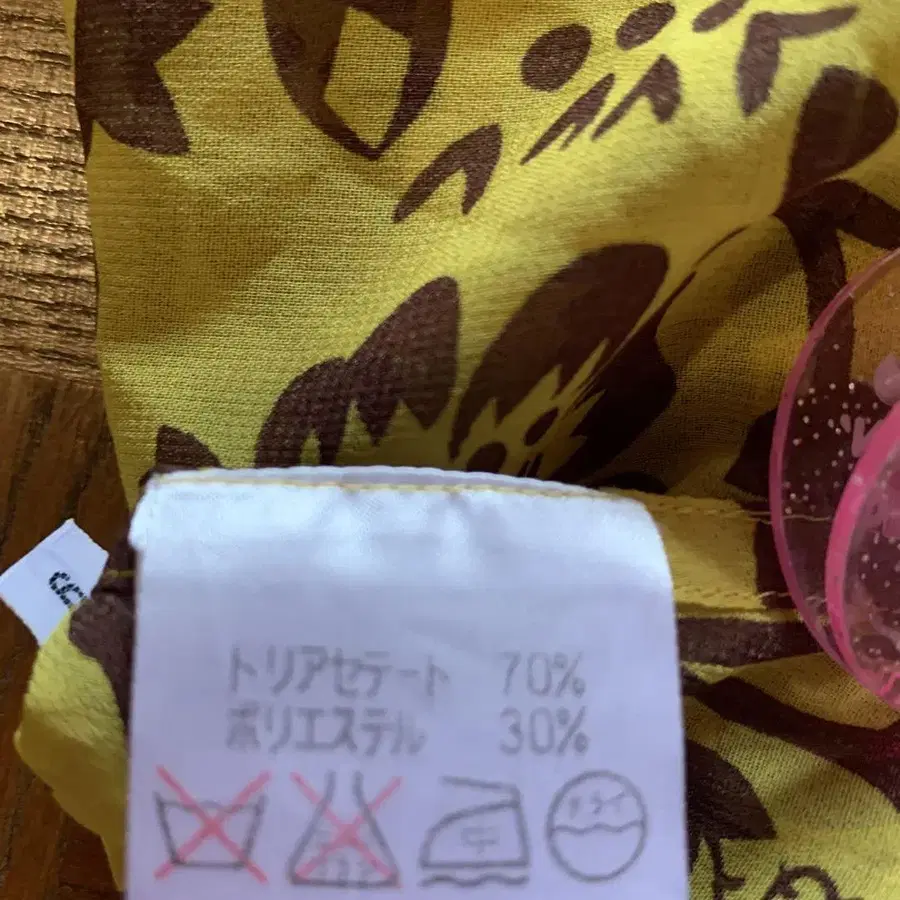 トリアセテート 70%
ポリエステル 30%
中
ドライ